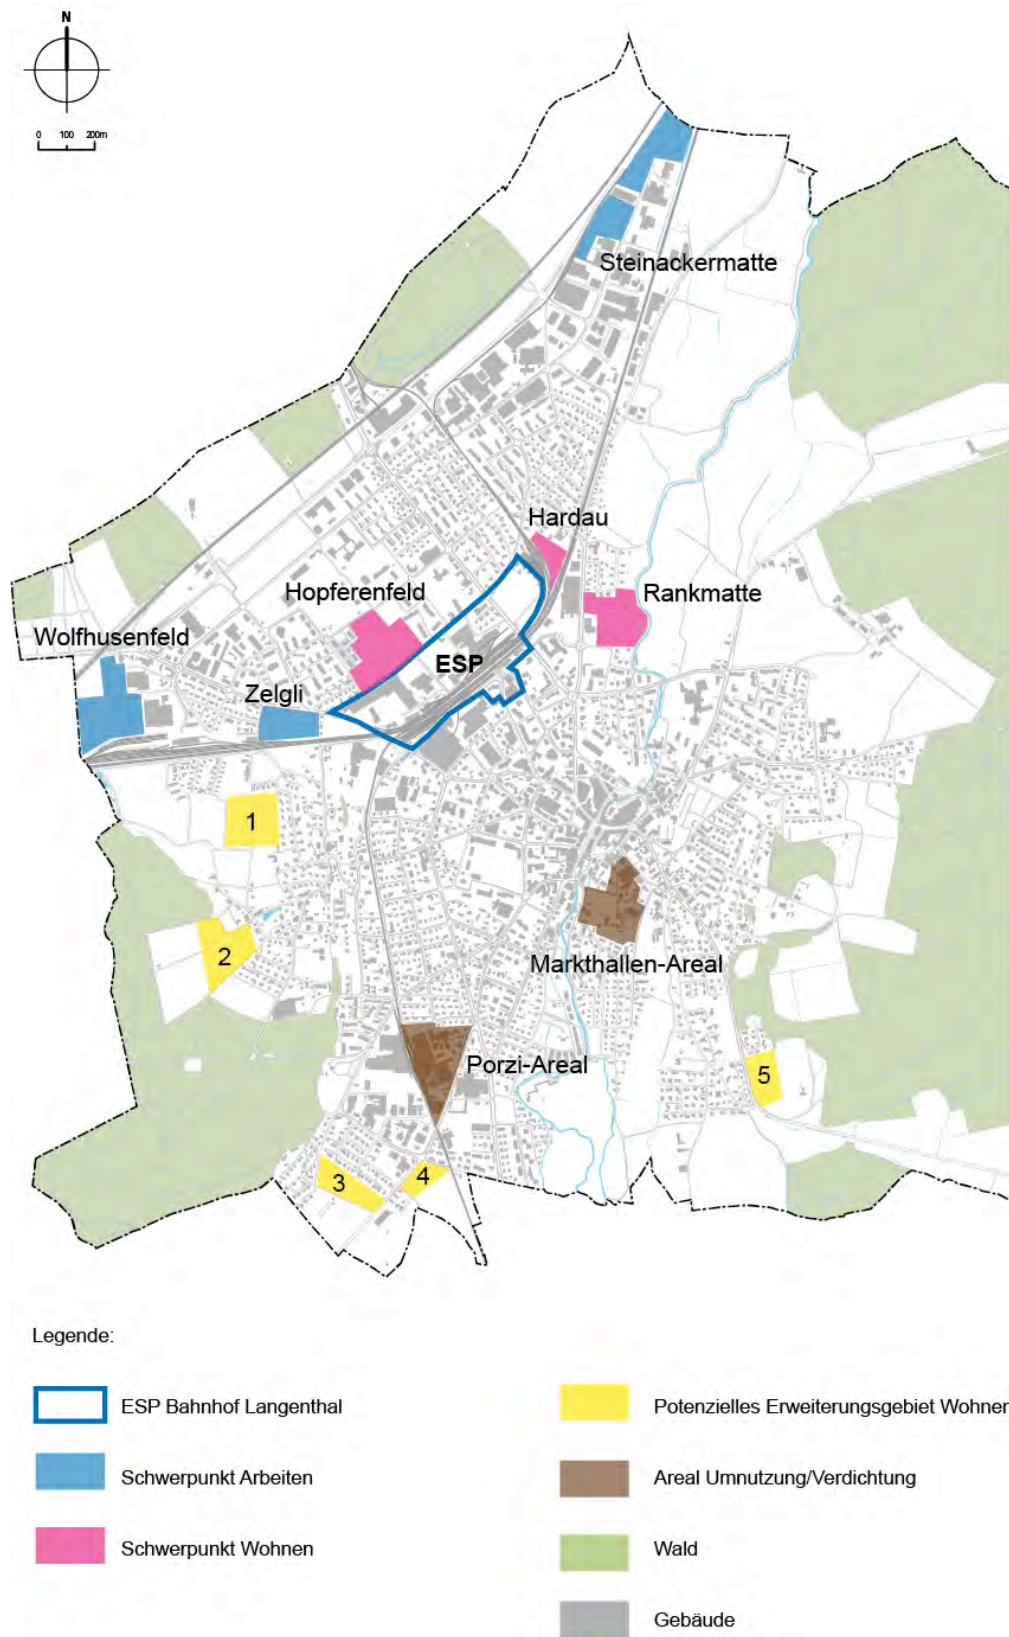 N
0 100 200m
Steinackermatte
Hardau
Hopferenfeld
Rankmatte
Wolfhusenfeld
ESP
Zelgli
1
2
Markthallen-Areal
Porzi-Areal
5
3
4
Legende:
ESP Bahnhof Langenthal
Schwerpunkt Arbeiten
Schwerpunkt Wohnen
Potenzielles Erweiterungsgebiet Wohnen
Areal Umnutzung/Verdichtung
Wald
Gebäude